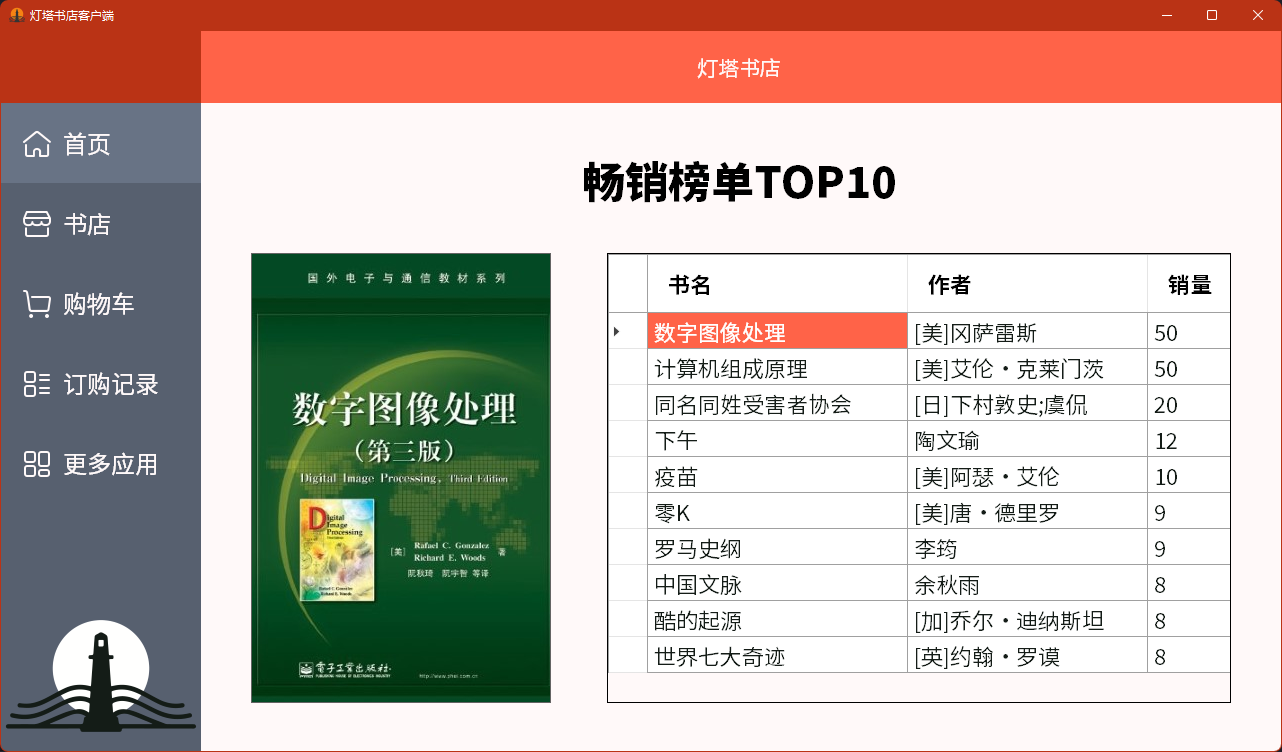 灯塔书店客户端
灯塔书店
首页
书店
购物车
订购记录
更多应用
畅销榜单TOP10
国外电子与通信教材系列
数字图像处理
（第三版）
Digital Image Processing, Third Edition
Digital
Image
Processing
[美] Rafael C. Gonzalez
Richard E. Woods 著
阮秋琦 阮宇智 等译
电子工业出版社
PUBLISHING HOUSE OF ELECTRONICS INDUSTRY
http://www.phei.com.cn
书名 作者 销量
数字图像处理 [美]冈萨雷斯 50
计算机组成原理 [美]艾伦·克莱门茨 50
同名同姓受害者协会 [日]下村敦史;虞侃 20
下午 陶文瑜 12
疫苗 [美]阿瑟·艾伦 10
零K [美]唐·德里罗 9
罗马史纲 李筠 9
中国文脉 余秋雨 8
酷的起源 [加]乔尔·迪纳斯坦 8
世界七大奇迹 [英]约翰·罗谟 8